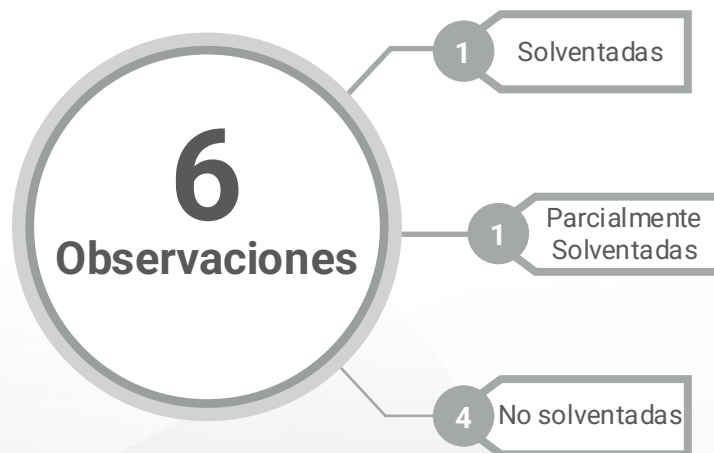 6
Observaciones
1
Solventadas
1
Parcialmente
Solventadas
4
No solventadas